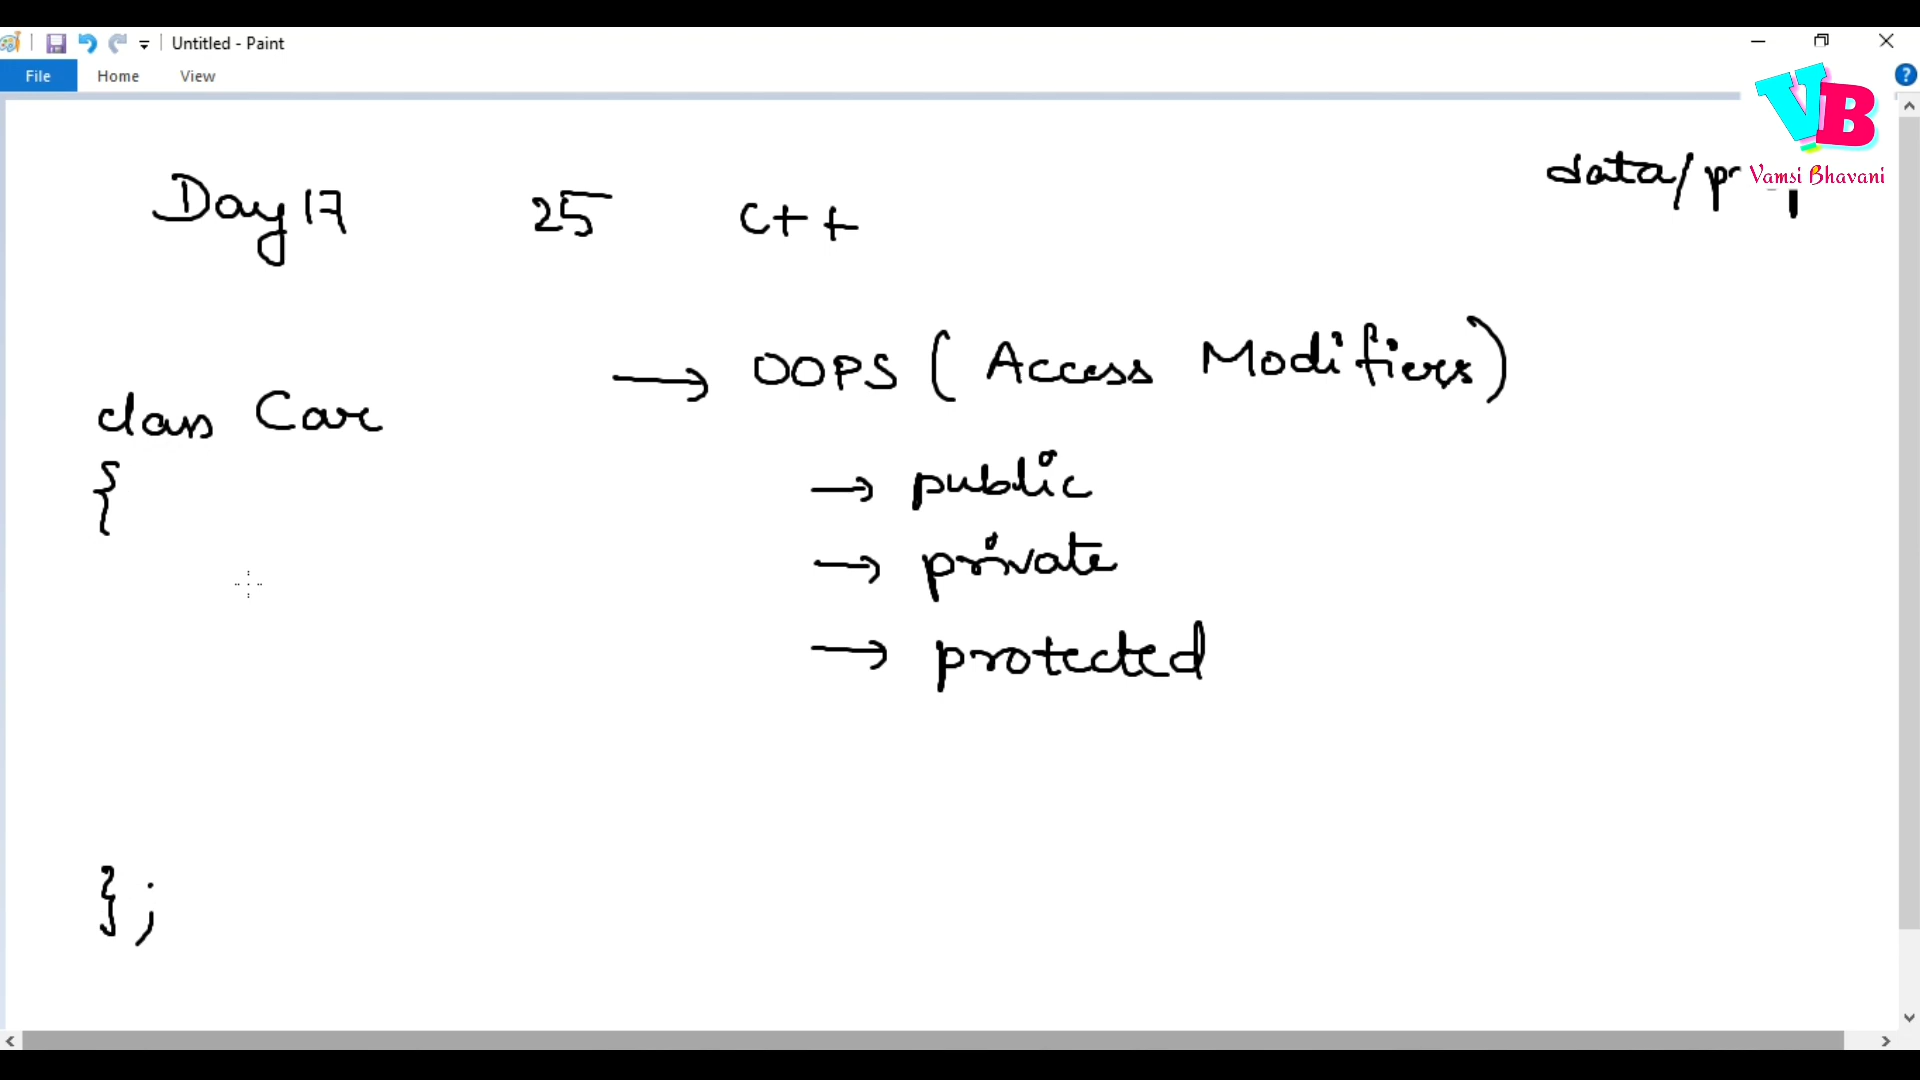 Untitled - Paint
File Home View
VB
Vamsi Bhavani
data/
Day 17 25 C++
→ OOPS (Access Modifiers)
class Car
{
→ public
→ private
→ protected
};